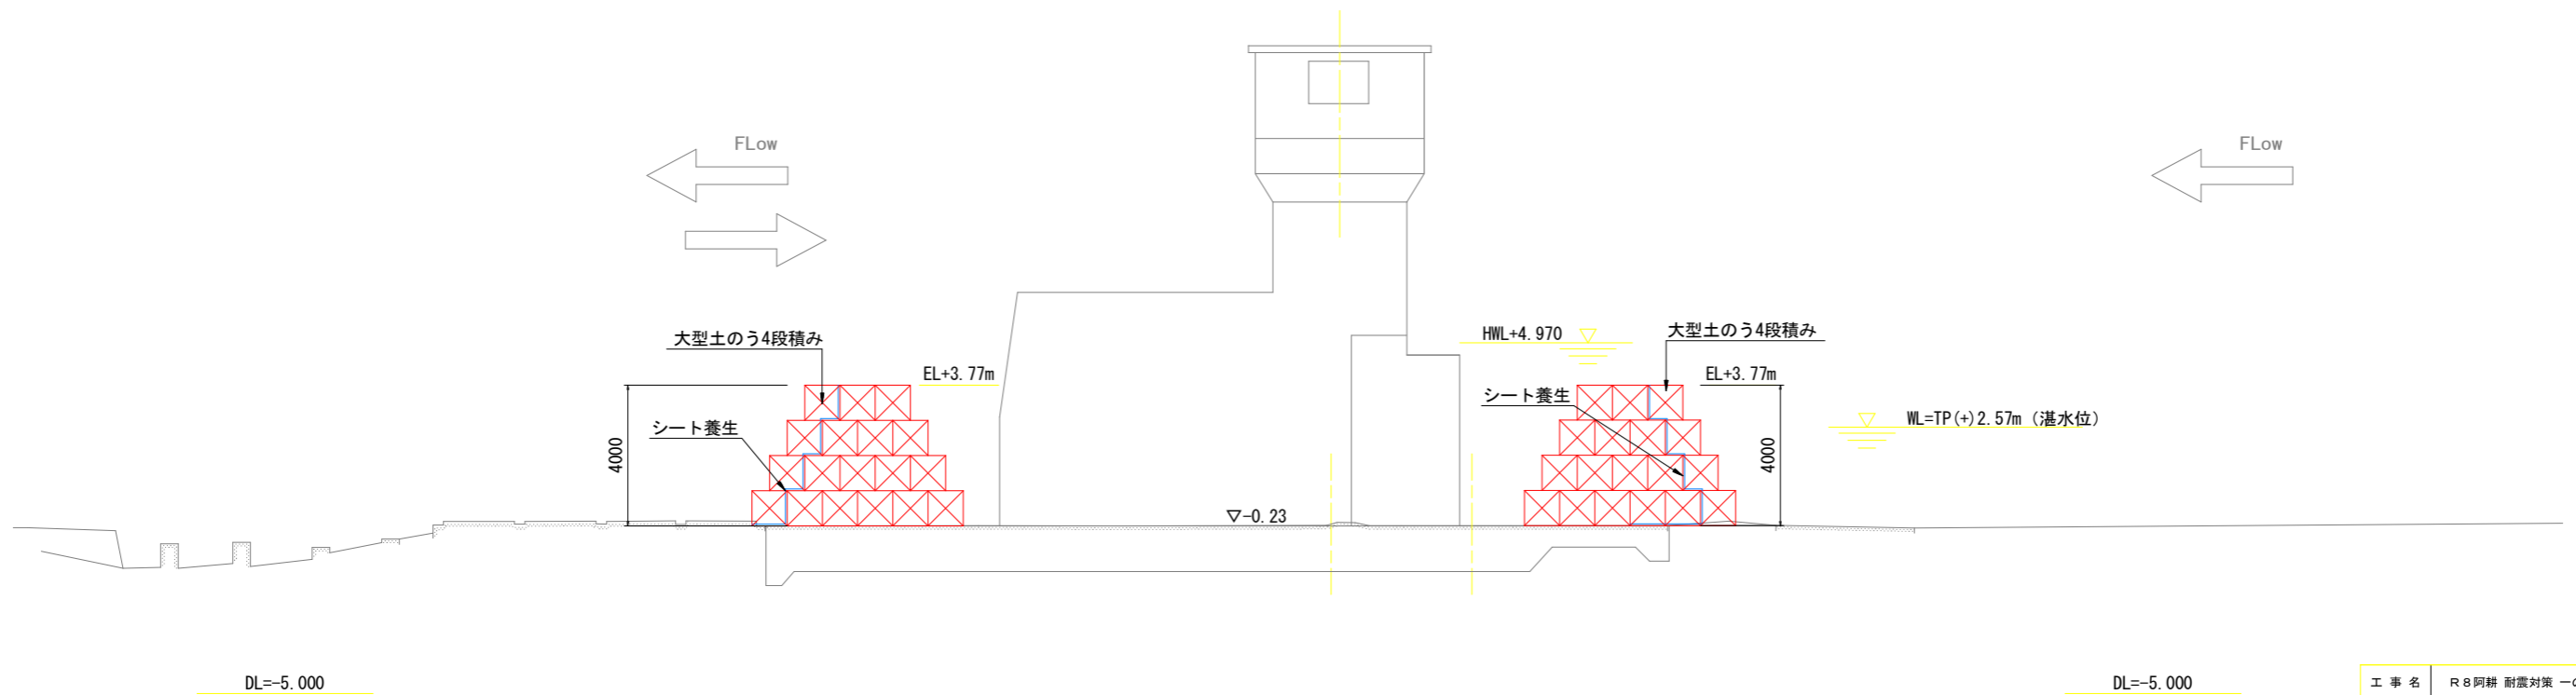 FLow
FLow
大型土のう4段積み
HWL+4.970
大型土のう4段積み
EL+3.77m
EL+3.77m
シート養生
WL=TP(+)2.57m (湛水位)
シート養生
4000
4000
▽-0.23
DL=-5.000
DL=-5.000
工 事 名 R8阿耕 耐震対策 一の